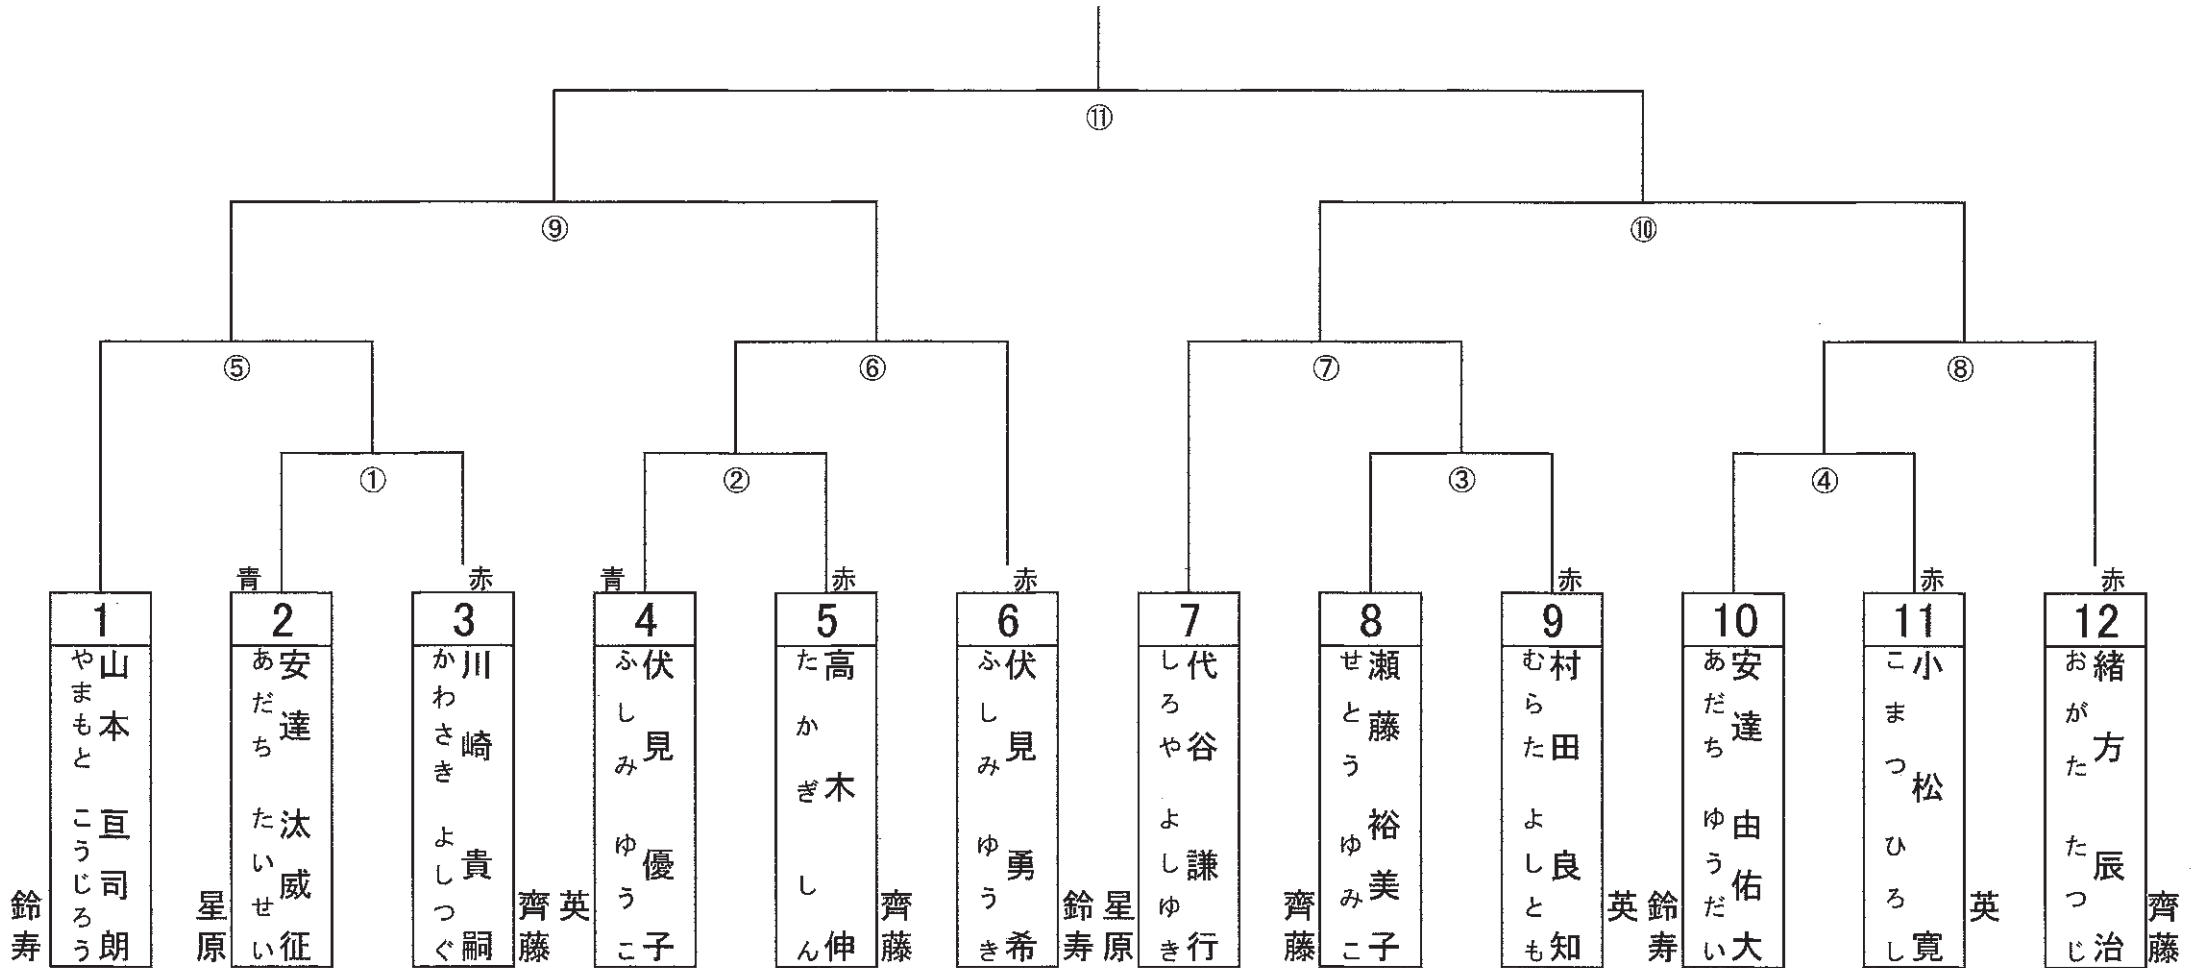 ⑪
⑨
⑩
⑤
⑥
⑦
⑧
①
②
③
④
青
赤
青
赤
赤
赤
赤
赤
1
山本 亘司朗
やまもと こうじろう
鈴寿
2
安達 汰威征
あだち たいせい
星原
3
川崎 貴嗣
かわさき よしつぐ
齊藤
4
伏見 優子
ふしみ ゆうこ
英
5
高木 伸
たかぎ しん
齊藤
6
伏見 勇希
ふしみ ゆうき
鈴寿
7
代谷 謙行
しろや よしゆき
星原
8
瀬藤 裕美子
せとう ゆみこ
齊藤
9
村田 良知
むらた よしとも
英
10
安達 由佑大
あだち ゆうだい
鈴寿
11
小松 寛
こまつ ひろし
英
12
緒方 辰治
おがた たつじ
齊藤